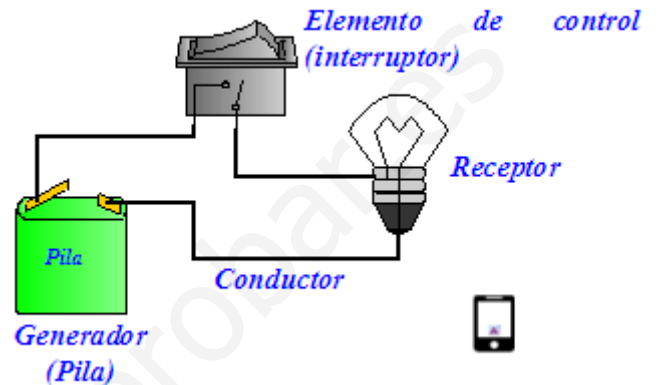 Elemento de control
(interruptor)
Receptor
Pila
Conductor
Generador
(Pila)